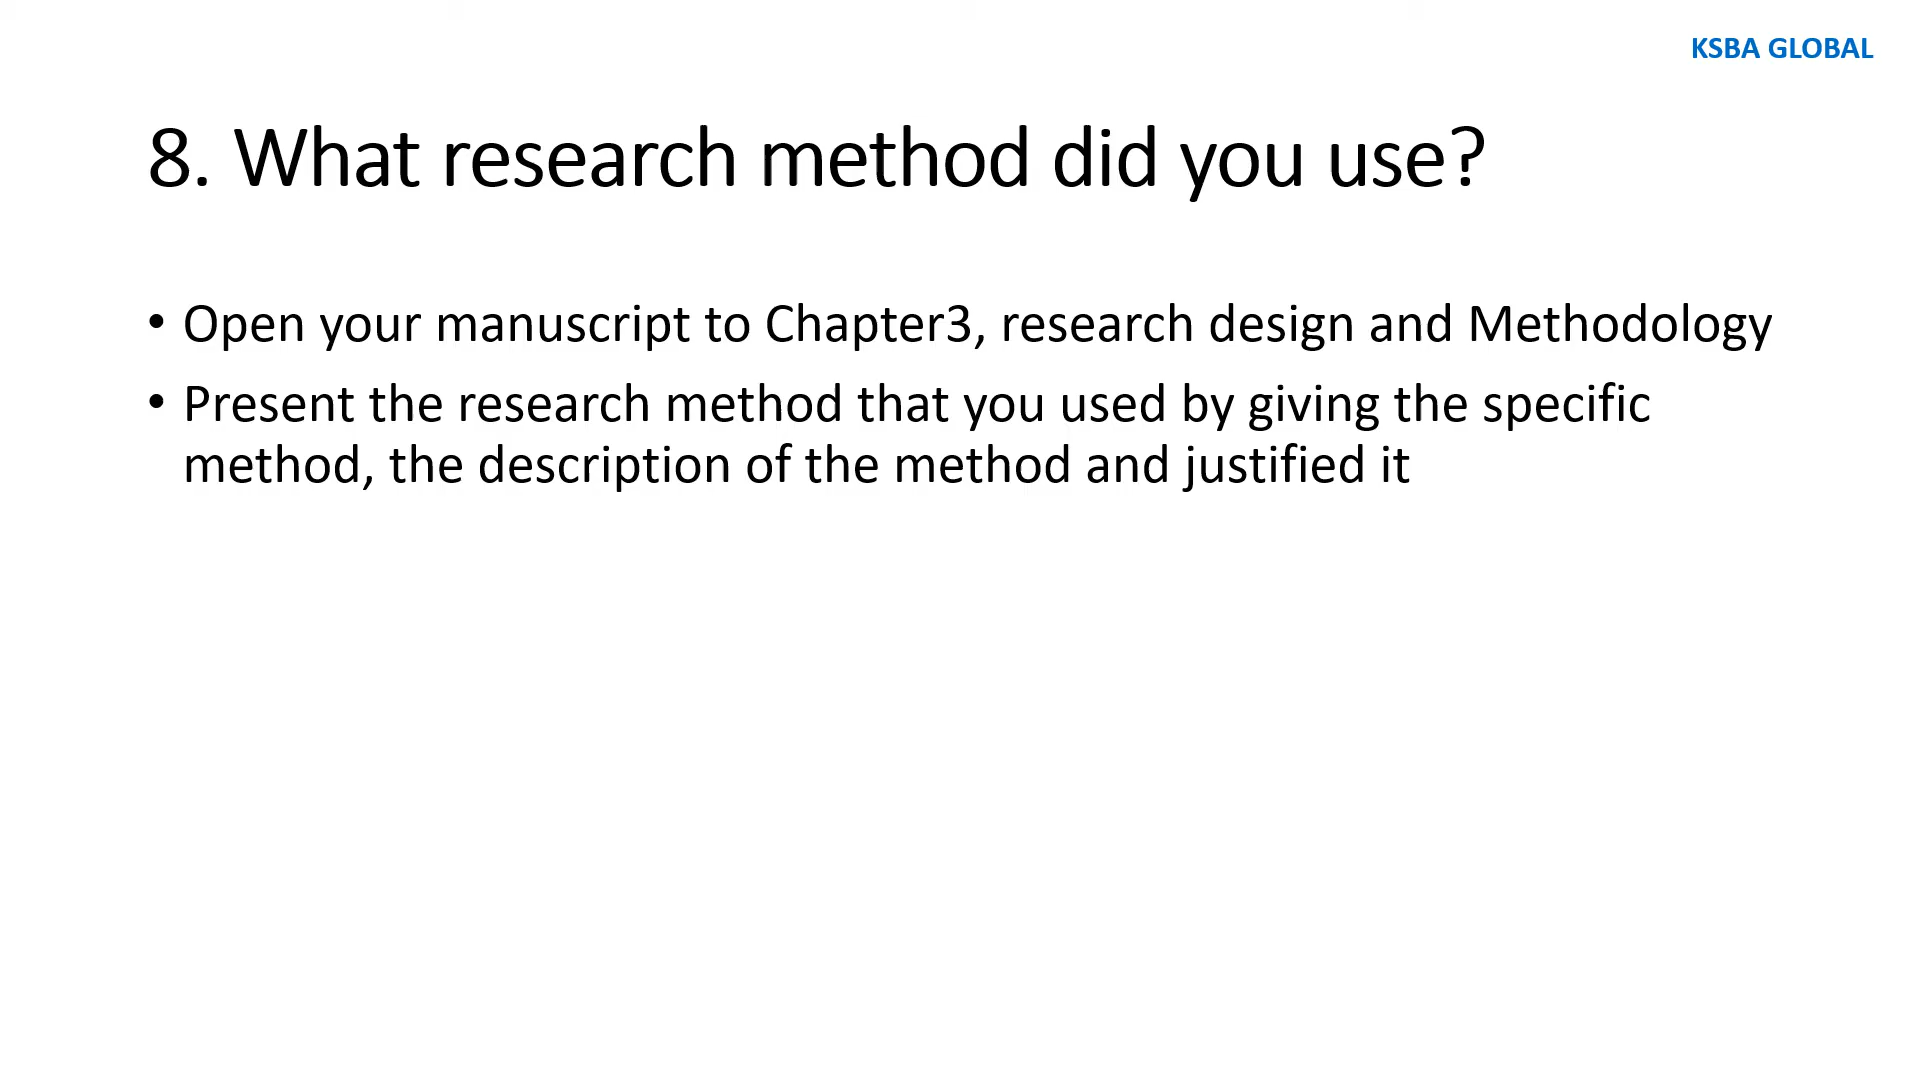 KSBA GLOBAL
8. What research method did you use?
• Open your manuscript to Chapter3, research design and Methodology
• Present the research method that you used by giving the specific
method, the description of the method and justified it